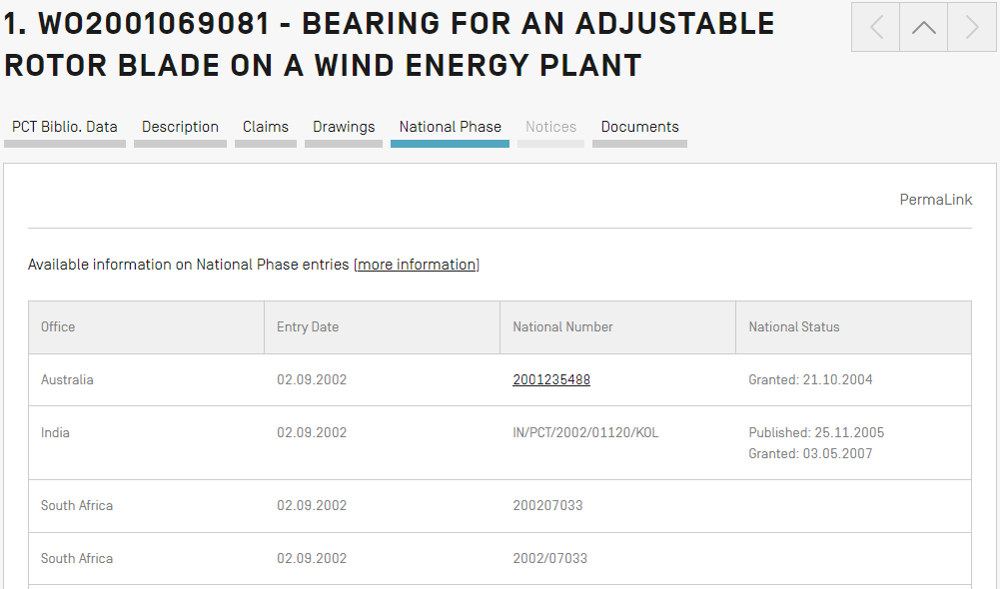 1. WO2001069081 - BEARING FOR AN ADJUSTABLE
ROTOR BLADE ON A WIND ENERGY PLANT
PCT Biblio. Data Description Claims Drawings National Phase Notices Documents
PermaLink
Available information on National Phase entries [more information]
Office Entry Date National Number National Status
Australia 02.09.2002 2001235488 Granted: 21.10.2004
India 02.09.2002 IN/PCT/2002/01120/KOL Published: 25.11.2005
Granted: 03.05.2007
South Africa 02.09.2002 200207033
South Africa 02.09.2002 2002/07033